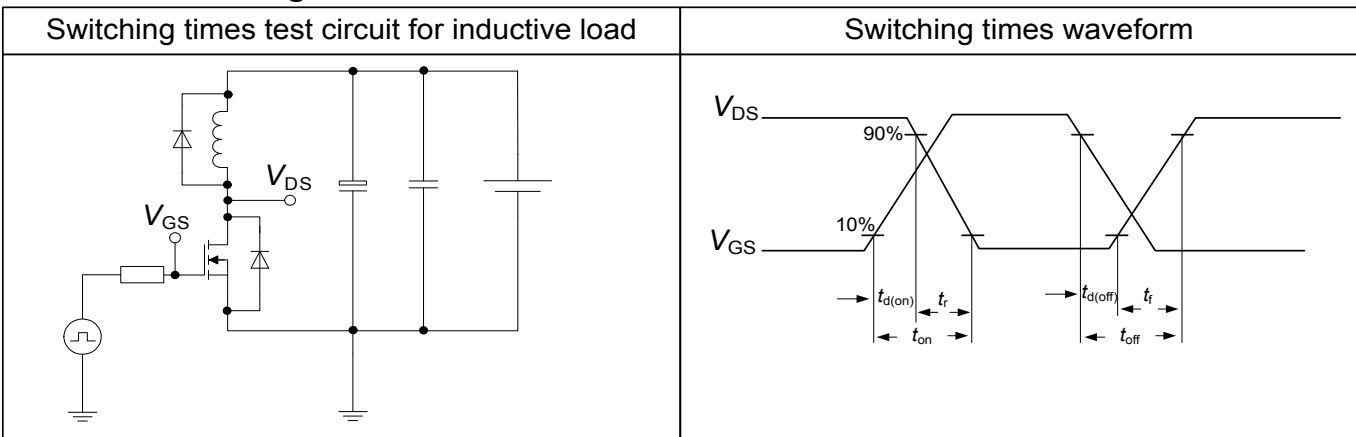 Switching times test circuit for inductive load
Switching times waveform
VDS
VGS
VDS
90%
10%
VGS
td(on)
tr
ton
td(off)
tf
toff